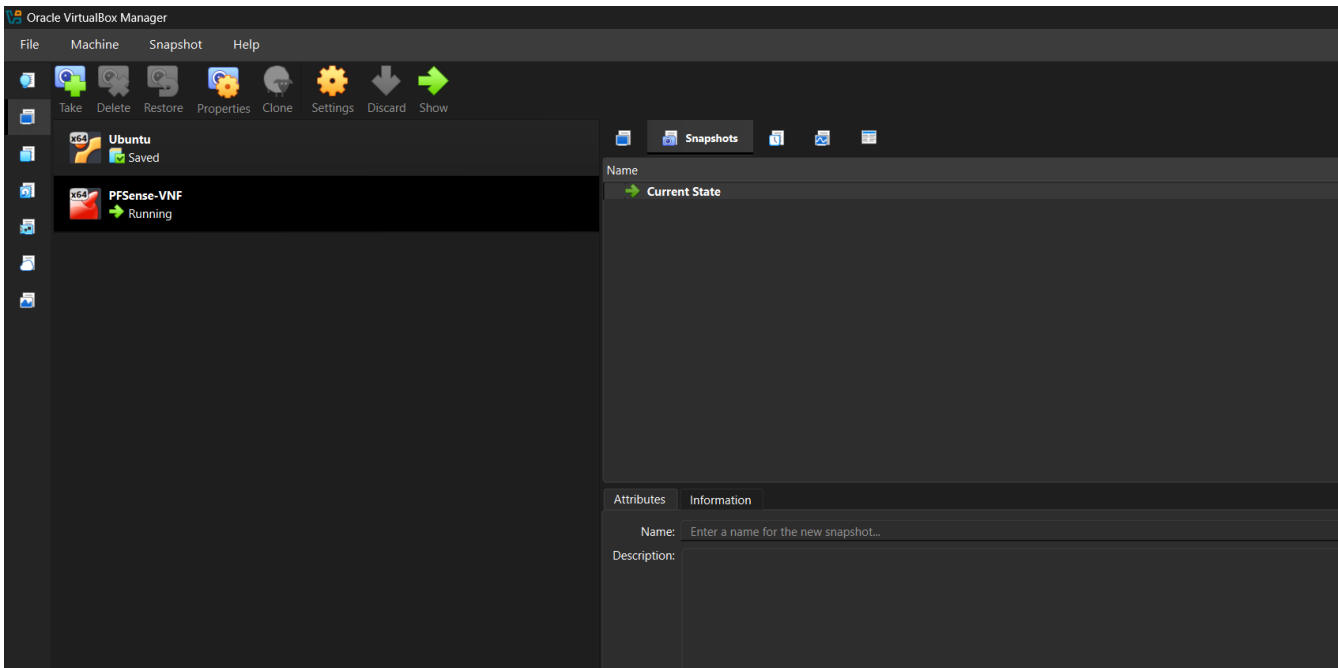 Oracle VirtualBox Manager
File Machine Snapshot Help
Take Delete Restore Properties Clone Settings Discard Show
x64 Ubuntu
Saved
x64 PFSense-VNF
Running
Snapshots
Name
Current State
Attributes Information
Name: Enter a name for the new snapshot...
Description: